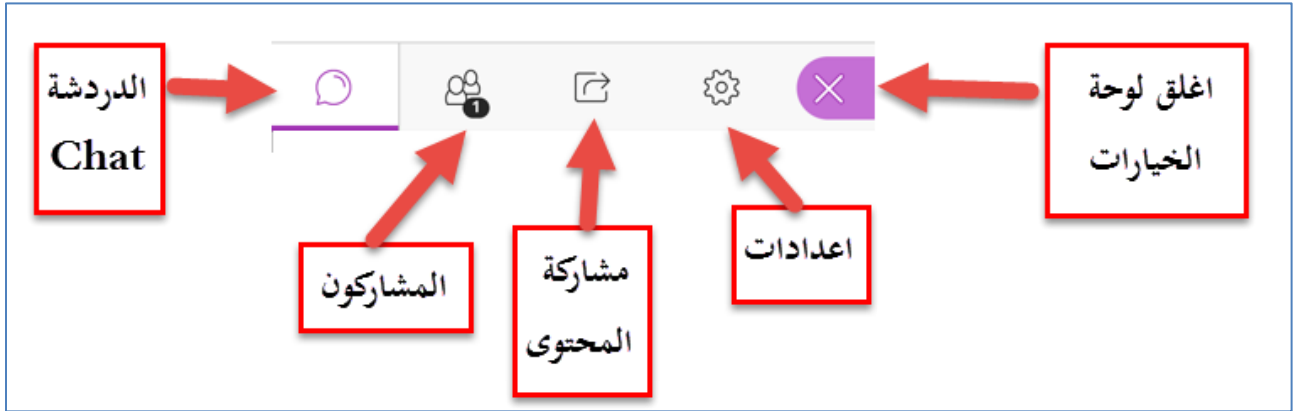 الدردشة
Chat
1
اغلق لوحة
الخيارات
المشاركون
مشاركة
المحتوى
اعدادات